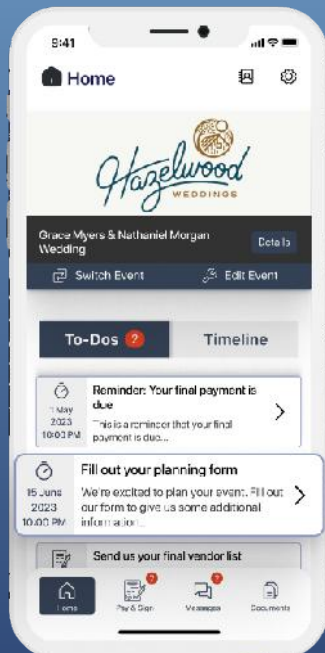 9:41
Home
Hazelwood
WEDDINGS
Grace Myers & Nathaniel Morgan
Wedding
Details
Switch Event
Edit Event
To-Dos ?
Timeline
1 May
2023
10:00 PM
Reminder: Your final payment is
due
This is a reminder that your final
payment is due...
15 June
2023
10:00 PM
Fill out your planning form
We're excited to plan your event. Fill out
our form to give us some additional
information...
Send us your final vendor list
Home
Pay & Sign
?
Messages
?
Documents